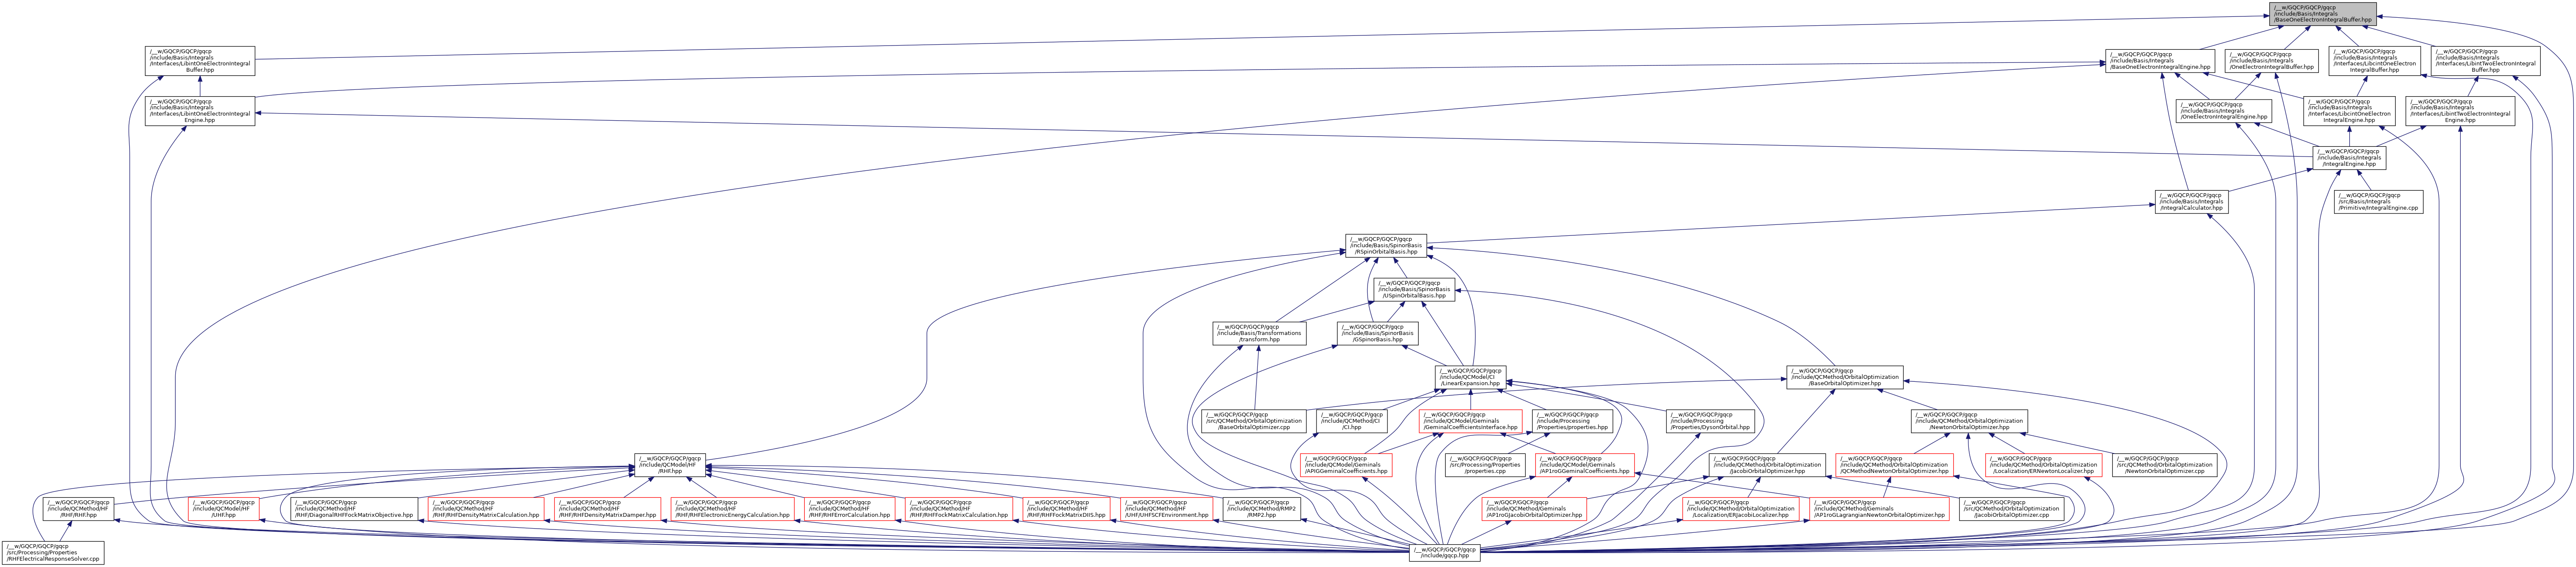 /__w/GQCP/GQCP/gqcp
/include/Basis/Integrals
/BaseOneElectronIntegralBuffer.hpp
/__w/GQCP/GQCP/gqcp
/include/Basis/Integrals
/Interfaces/LibintOneElectronIntegral
Buffer.hpp
/__w/GQCP/GQCP/gqcp
/include/Basis/Integrals
/BaseOneElectronIntegralEngine.hpp
/__w/GQCP/GQCP/gqcp
/include/Basis/Integrals
/OneElectronIntegralBuffer.hpp
/__w/GQCP/GQCP/gqcp
/include/Basis/Integrals
/Interfaces/LibcintOneElectron
IntegralBuffer.hpp
/__w/GQCP/GQCP/gqcp
/include/Basis/Integrals
/Interfaces/LibintTwoElectronIntegral
Buffer.hpp
/__w/GQCP/GQCP/gqcp
/include/Basis/Integrals
/Interfaces/LibintOneElectronIntegral
Engine.hpp
/__w/GQCP/GQCP/gqcp
/include/Basis/Integrals
/OneElectronIntegralEngine.hpp
/__w/GQCP/GQCP/gqcp
/include/Basis/Integrals
/Interfaces/LibcintOneElectron
IntegralEngine.hpp
/__w/GQCP/GQCP/gqcp
/include/Basis/Integrals
/Interfaces/LibintTwoElectronIntegral
Engine.hpp
/__w/GQCP/GQCP/gqcp
/include/Basis/Integrals
/IntegralEngine.hpp
/__w/GQCP/GQCP/gqcp
/include/Basis/Integrals
/IntegralCalculator.hpp
/__w/GQCP/GQCP/gqcp
/src/Basis/Integrals
/Primitive/IntegralEngine.cpp
/__w/GQCP/GQCP/gqcp
/include/Basis/SpinorBasis
/RSpinOrbitalBasis.hpp
/__w/GQCP/GQCP/gqcp
/include/Basis/SpinorBasis
/USpinOrbitalBasis.hpp
/__w/GQCP/GQCP/gqcp
/include/Basis/Transformations
/transform.hpp
/__w/GQCP/GQCP/gqcp
/include/Basis/SpinorBasis
/GSpinorBasis.hpp
/__w/GQCP/GQCP/gqcp
/include/QCModel/CI
/LinearExpansion.hpp
/__w/GQCP/GQCP/gqcp
/include/QCMethod/OrbitalOptimization
/BaseOrbitalOptimizer.hpp
/__w/GQCP/GQCP/gqcp
/src/QCMethod/OrbitalOptimization
/BaseOrbitalOptimizer.cpp
/__w/GQCP/GQCP/gqcp
/include/QCMethod/CI
/CI.hpp
/__w/GQCP/GQCP/gqcp
/include/QCModel/Geminals
/GeminalCoefficientsInterface.hpp
/__w/GQCP/GQCP/gqcp
/include/Processing
/Properties/properties.hpp
/__w/GQCP/GQCP/gqcp
/include/Processing
/Properties/DysonOrbital.hpp
/__w/GQCP/GQCP/gqcp
/include/QCMethod/OrbitalOptimization
/NewtonOrbitalOptimizer.hpp
/__w/GQCP/GQCP/gqcp
/include/QCModel/HF
/RHF.hpp
/__w/GQCP/GQCP/gqcp
/include/QCModel/Geminals
/APIGGeminalCoefficients.hpp
/__w/GQCP/GQCP/gqcp
/src/Processing/Properties
/properties.cpp
/__w/GQCP/GQCP/gqcp
/include/QCModel/Geminals
/AP1roGGeminalCoefficients.hpp
/__w/GQCP/GQCP/gqcp
/include/QCMethod/OrbitalOptimization
/JacobiOrbitalOptimizer.hpp
/__w/GQCP/GQCP/gqcp
/include/QCMethod/OrbitalOptimization
/QCMethodNewtonOrbitalOptimizer.hpp
/__w/GQCP/GQCP/gqcp
/include/QCMethod/OrbitalOptimization
/Localization/ERNewtonLocalizer.hpp
/__w/GQCP/GQCP/gqcp
/src/QCMethod/OrbitalOptimization
/NewtonOrbitalOptimizer.cpp
/__w/GQCP/GQCP/gqcp
/include/QCMethod/HF
/RHF/RHF.hpp
/__w/GQCP/GQCP/gqcp
/include/QCModel/HF
/UHF.hpp
/__w/GQCP/GQCP/gqcp
/include/QCMethod/HF
/RHF/DiagonalRHFFockMatrixObjective.hpp
/__w/GQCP/GQCP/gqcp
/include/QCMethod/HF
/RHF/RHFDensityMatrixCalculation.hpp
/__w/GQCP/GQCP/gqcp
/include/QCMethod/HF
/RHF/RHFDensityMatrixDamper.hpp
/__w/GQCP/GQCP/gqcp
/include/QCMethod/HF
/RHF/RHFElectronicEnergyCalculation.hpp
/__w/GQCP/GQCP/gqcp
/include/QCMethod/HF
/RHF/RHFErrorCalculation.hpp
/__w/GQCP/GQCP/gqcp
/include/QCMethod/HF
/RHF/RHFFockMatrixCalculation.hpp
/__w/GQCP/GQCP/gqcp
/include/QCMethod/HF
/RHF/RHFFockMatrixDIIS.hpp
/__w/GQCP/GQCP/gqcp
/include/QCMethod/HF
/UHF/UHFSCFEnvironment.hpp
/__w/GQCP/GQCP/gqcp
/include/QCMethod/RMP2
/RMP2.hpp
/__w/GQCP/GQCP/gqcp
/include/QCMethod/Geminals
/AP1roGJacobiOrbitalOptimizer.hpp
/__w/GQCP/GQCP/gqcp
/include/QCMethod/OrbitalOptimization
/Localization/ERJacobiLocalizer.hpp
/__w/GQCP/GQCP/gqcp
/include/QCMethod/Geminals
/AP1roGLagrangianNewtonOrbitalOptimizer.hpp
/__w/GQCP/GQCP/gqcp
/src/QCMethod/OrbitalOptimization
/JacobiOrbitalOptimizer.cpp
/__w/GQCP/GQCP/gqcp
/src/Processing/Properties
/RHFElectricalResponseSolver.cpp
/__w/GQCP/GQCP/gqcp
/include/gqcp.hpp